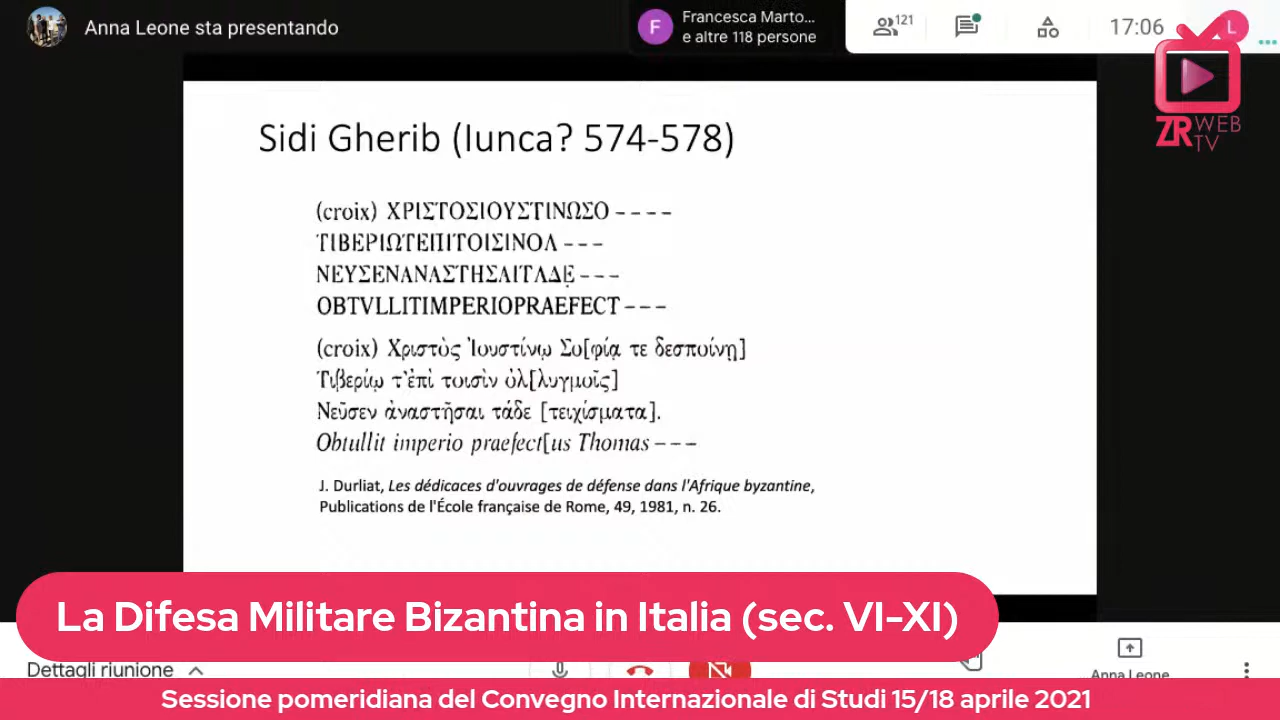 Anna Leone sta presentando
Francesca Marto...
e altre 118 persone
121
17:06
F
L
ZR WEB TV
Sidi Gherib (Iunca? 574-578)
(croix) ΧΡΙΣΤΟΣΙΟΥΣΤΙΝΩΣΟ – – – –
ΤΙΒΕΡΙΩΤΕΠΙΤΟΙΣΙΝΟΛ – – –
ΝΕΥΣΕΝΑΝΑΣΤΗΣΑΙΤΑΔΕ̣ – – –
OBTVLLITIMPERIOPRAEFECT – – –
(croix) Χριστὸς Ἰουστίνῳ Σο[φίᾳ τε δεσποίνῃ]
Τιβερίῳ τ’ἐπὶ τοισὶν ὀλ[λυγμοῖς]
Νεῦσεν ἀναστῆσαι τάδε [τειχίσματα].
Obtullit imperio praefect[us Thomas – – –
J. Durliat, Les dédicaces d'ouvrages de défense dans l'Afrique byzantine,
Publications de l'École française de Rome, 49, 1981, n. 26.
La Difesa Militare Bizantina in Italia (sec. VI-XI)
Dettagli riunione
Anna Leone
Sessione pomeridiana del Convegno Internazionale di Studi 15/18 aprile 2021